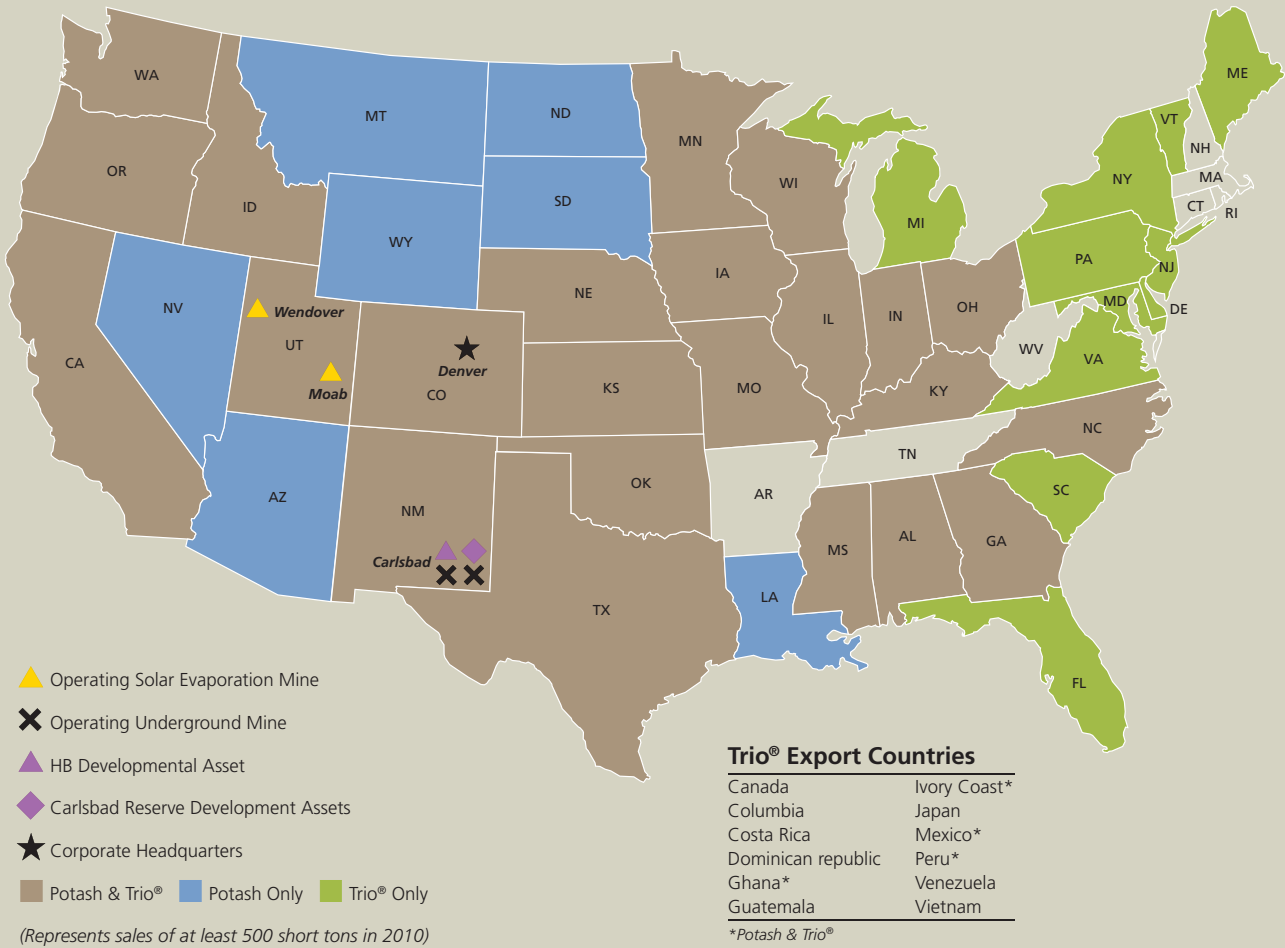 WA
ME
MT
ND
VT
MN
NH
OR
WI
MA
NY
ID
SD
CT
RI
MI
WY
PA
IA
NJ
NE
MD
DE
NV
Wendover
OH
IL
IN
UT
WV
CA
Denver
VA
Moab
CO
KS
MO
KY
NC
TN
OK
AZ
AR
SC
NM
MS
AL
GA
Carlsbad
LA
TX
FL
Operating Solar Evaporation Mine
Operating Underground Mine
HB Developmental Asset
Carlsbad Reserve Development Assets
Corporate Headquarters
Potash & Trio® Potash Only Trio® Only
(Represents sales of at least 500 short tons in 2010)
Trio® Export Countries
Canada Ivory Coast*
Columbia Japan
Costa Rica Mexico*
Dominican republic Peru*
Ghana* Venezuela
Guatemala Vietnam
*Potash & Trio®